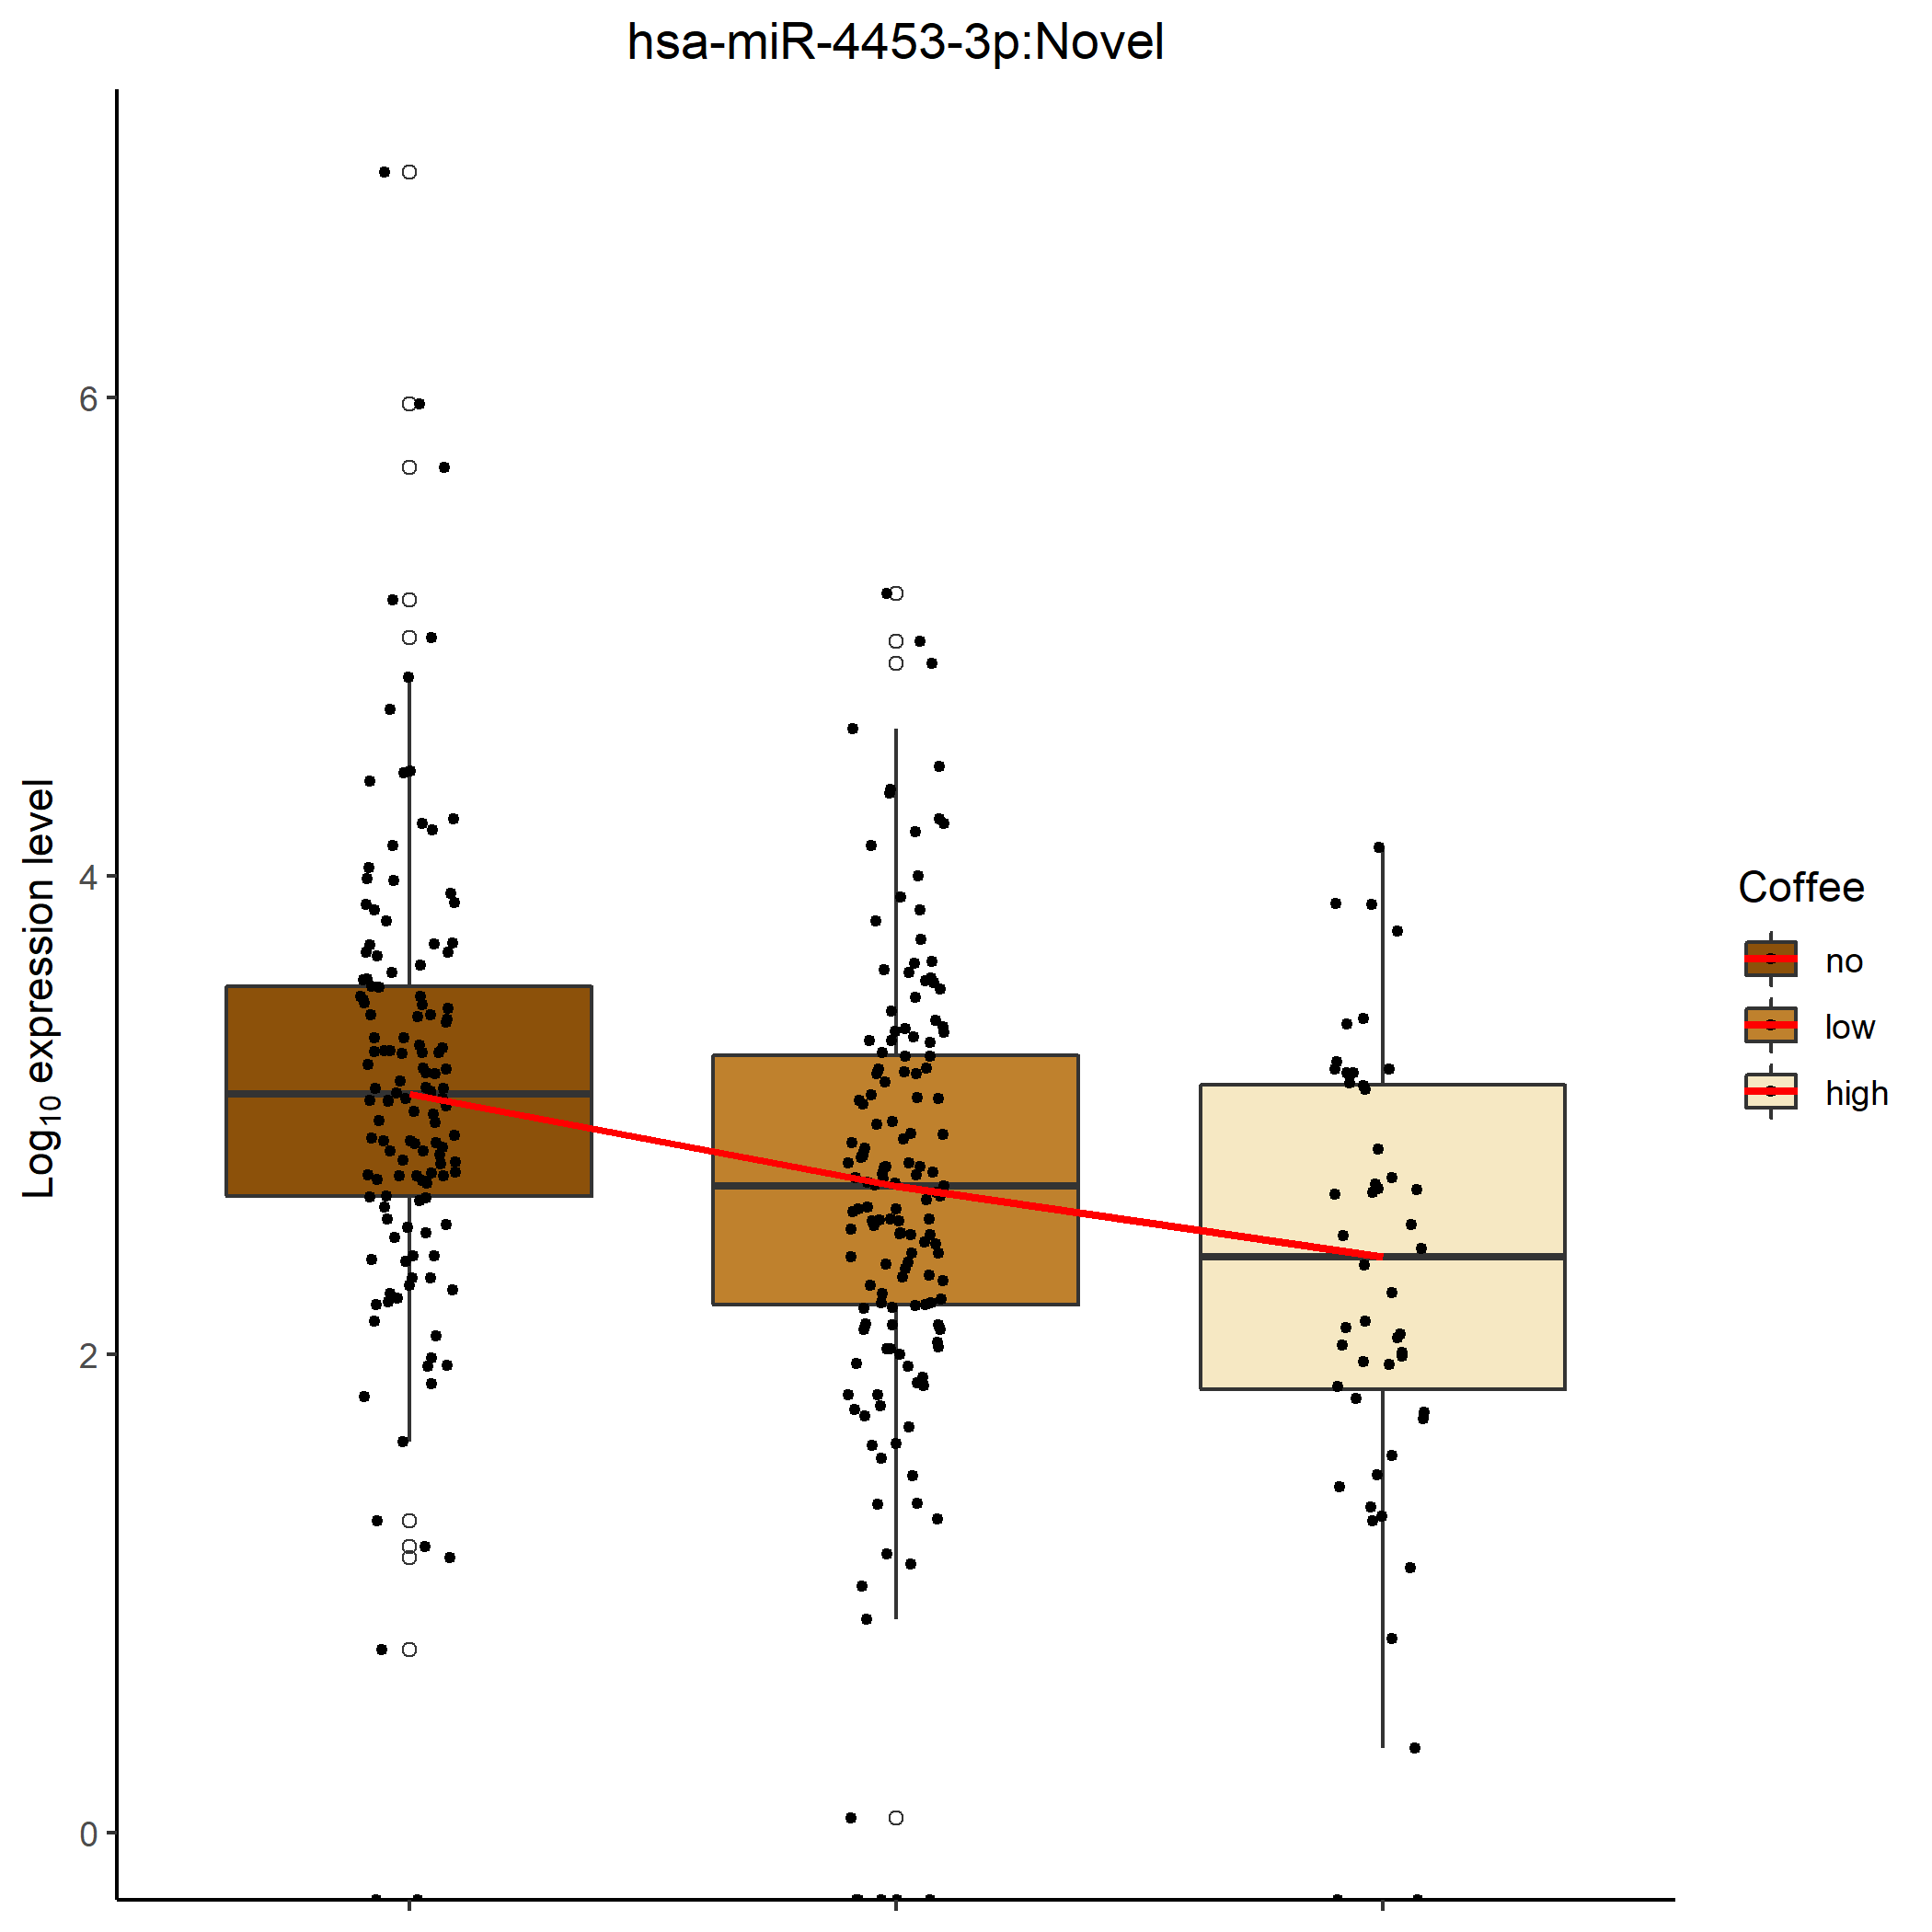 hsa-miR-4453-3p:Novel
6
4
2
0
Log₁₀ expression level
Coffee
no
low
high